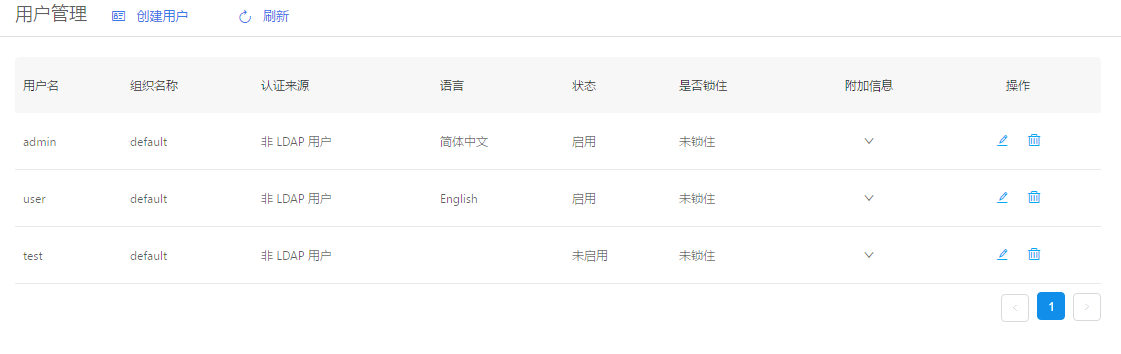 用户管理 创建用户 刷新
用户名 组织名称 认证来源 语言 状态 是否锁住 附加信息 操作
admin default 非 LDAP 用户 简体中文 启用 未锁住
user default 非 LDAP 用户 English 启用 未锁住
test default 非 LDAP 用户 未启用 未锁住
< 1 >